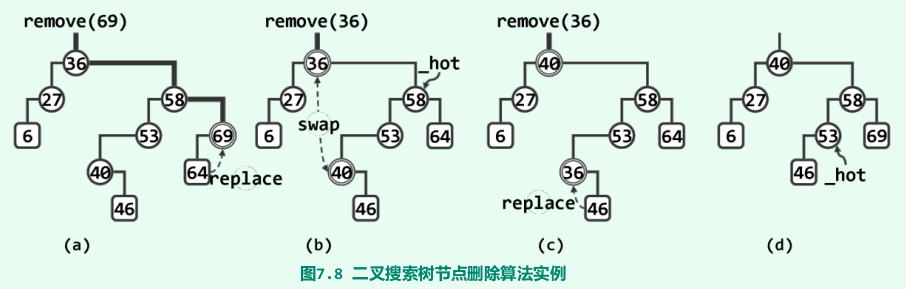 remove(69) remove(36) remove(36)
36 36 40 40
27 58 27 58 _hot 27 58 27 58
6 53 69 6 swap 53 64 6 53 64 6 53 69
40 64 replace 40 36 46 _hot
46 46 replace 46
(a) (b) (c) (d)
图7.8 二叉搜索树节点删除算法实例